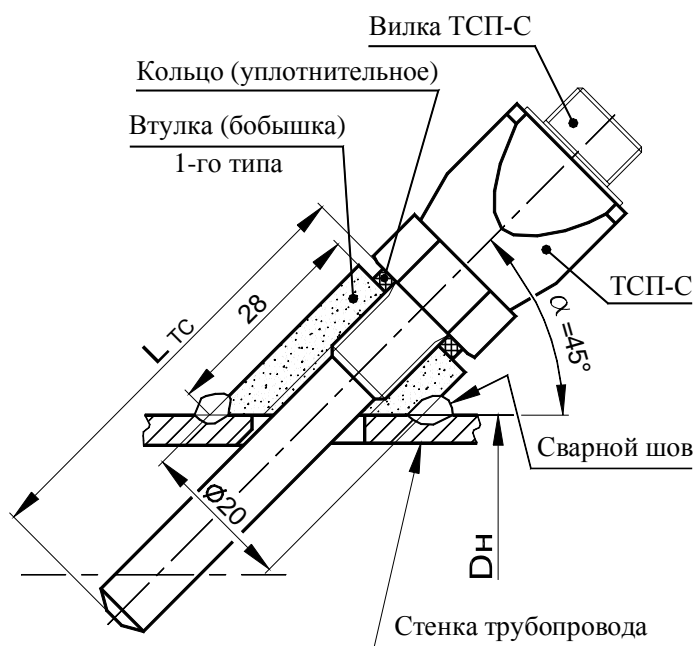 Вилка ТСП-С
Кольцо (уплотнительное)
Втулка (бобышка)
1-го типа
ТСП-С
28
L ТС
α =45°
Сварной шов
Ø20
Dн
Стенка трубопровода